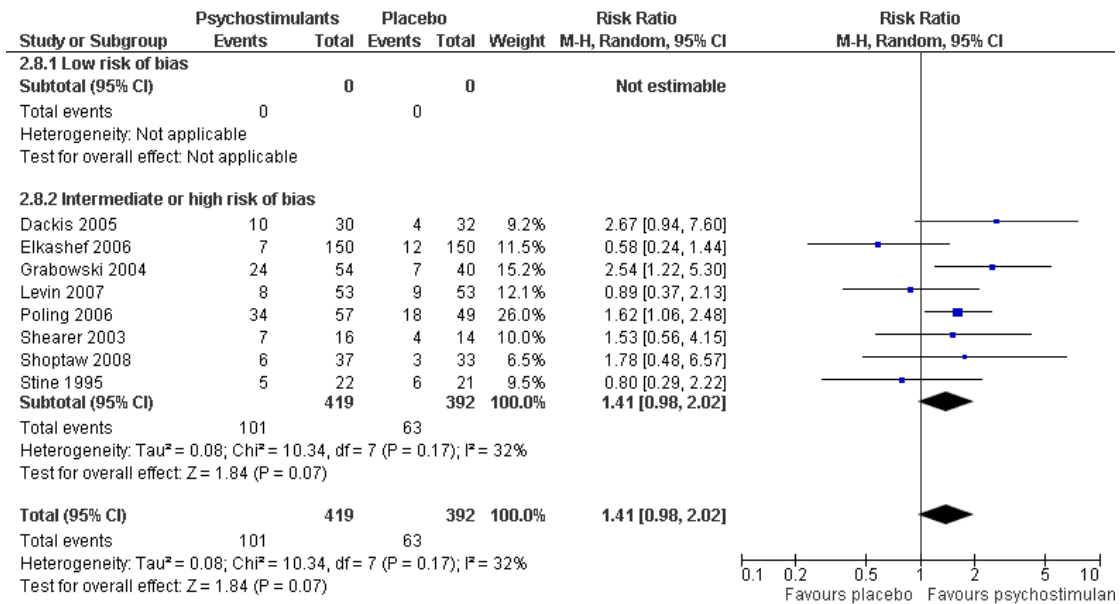 Psychostimulants Placebo Risk Ratio Risk Ratio
Study or Subgroup Events Total Events Total Weight M-H, Random, 95% CI M-H, Random, 95% CI
2.8.1 Low risk of bias
Subtotal (95% CI) 0 0 Not estimable
Total events 0 0
Heterogeneity: Not applicable
Test for overall effect: Not applicable
2.8.2 Intermediate or high risk of bias
Dackis 2005 10 30 4 32 9.2% 2.67 [0.94, 7.60]
Elkashef 2006 7 150 12 150 11.5% 0.58 [0.24, 1.44]
Grabowski 2004 24 54 7 40 15.2% 2.54 [1.22, 5.30]
Levin 2007 8 53 9 53 12.1% 0.89 [0.37, 2.13]
Poling 2006 34 57 18 49 26.0% 1.62 [1.06, 2.48]
Shearer 2003 7 16 4 14 10.0% 1.53 [0.56, 4.15]
Shoptaw 2008 6 37 3 33 6.5% 1.78 [0.48, 6.57]
Stine 1995 5 22 6 21 9.5% 0.80 [0.29, 2.22]
Subtotal (95% CI) 419 392 100.0% 1.41 [0.98, 2.02]
Total events 101 63
Heterogeneity: Tau² = 0.08; Chi² = 10.34, df = 7 (P = 0.17); I² = 32%
Test for overall effect: Z = 1.84 (P = 0.07)
Total (95% CI) 419 392 100.0% 1.41 [0.98, 2.02]
Total events 101 63
Heterogeneity: Tau² = 0.08; Chi² = 10.34, df = 7 (P = 0.17); I² = 32%
Test for overall effect: Z = 1.84 (P = 0.07)
0.1 0.2 0.5 1 2 5 10
Favours placebo Favours psychostimulan